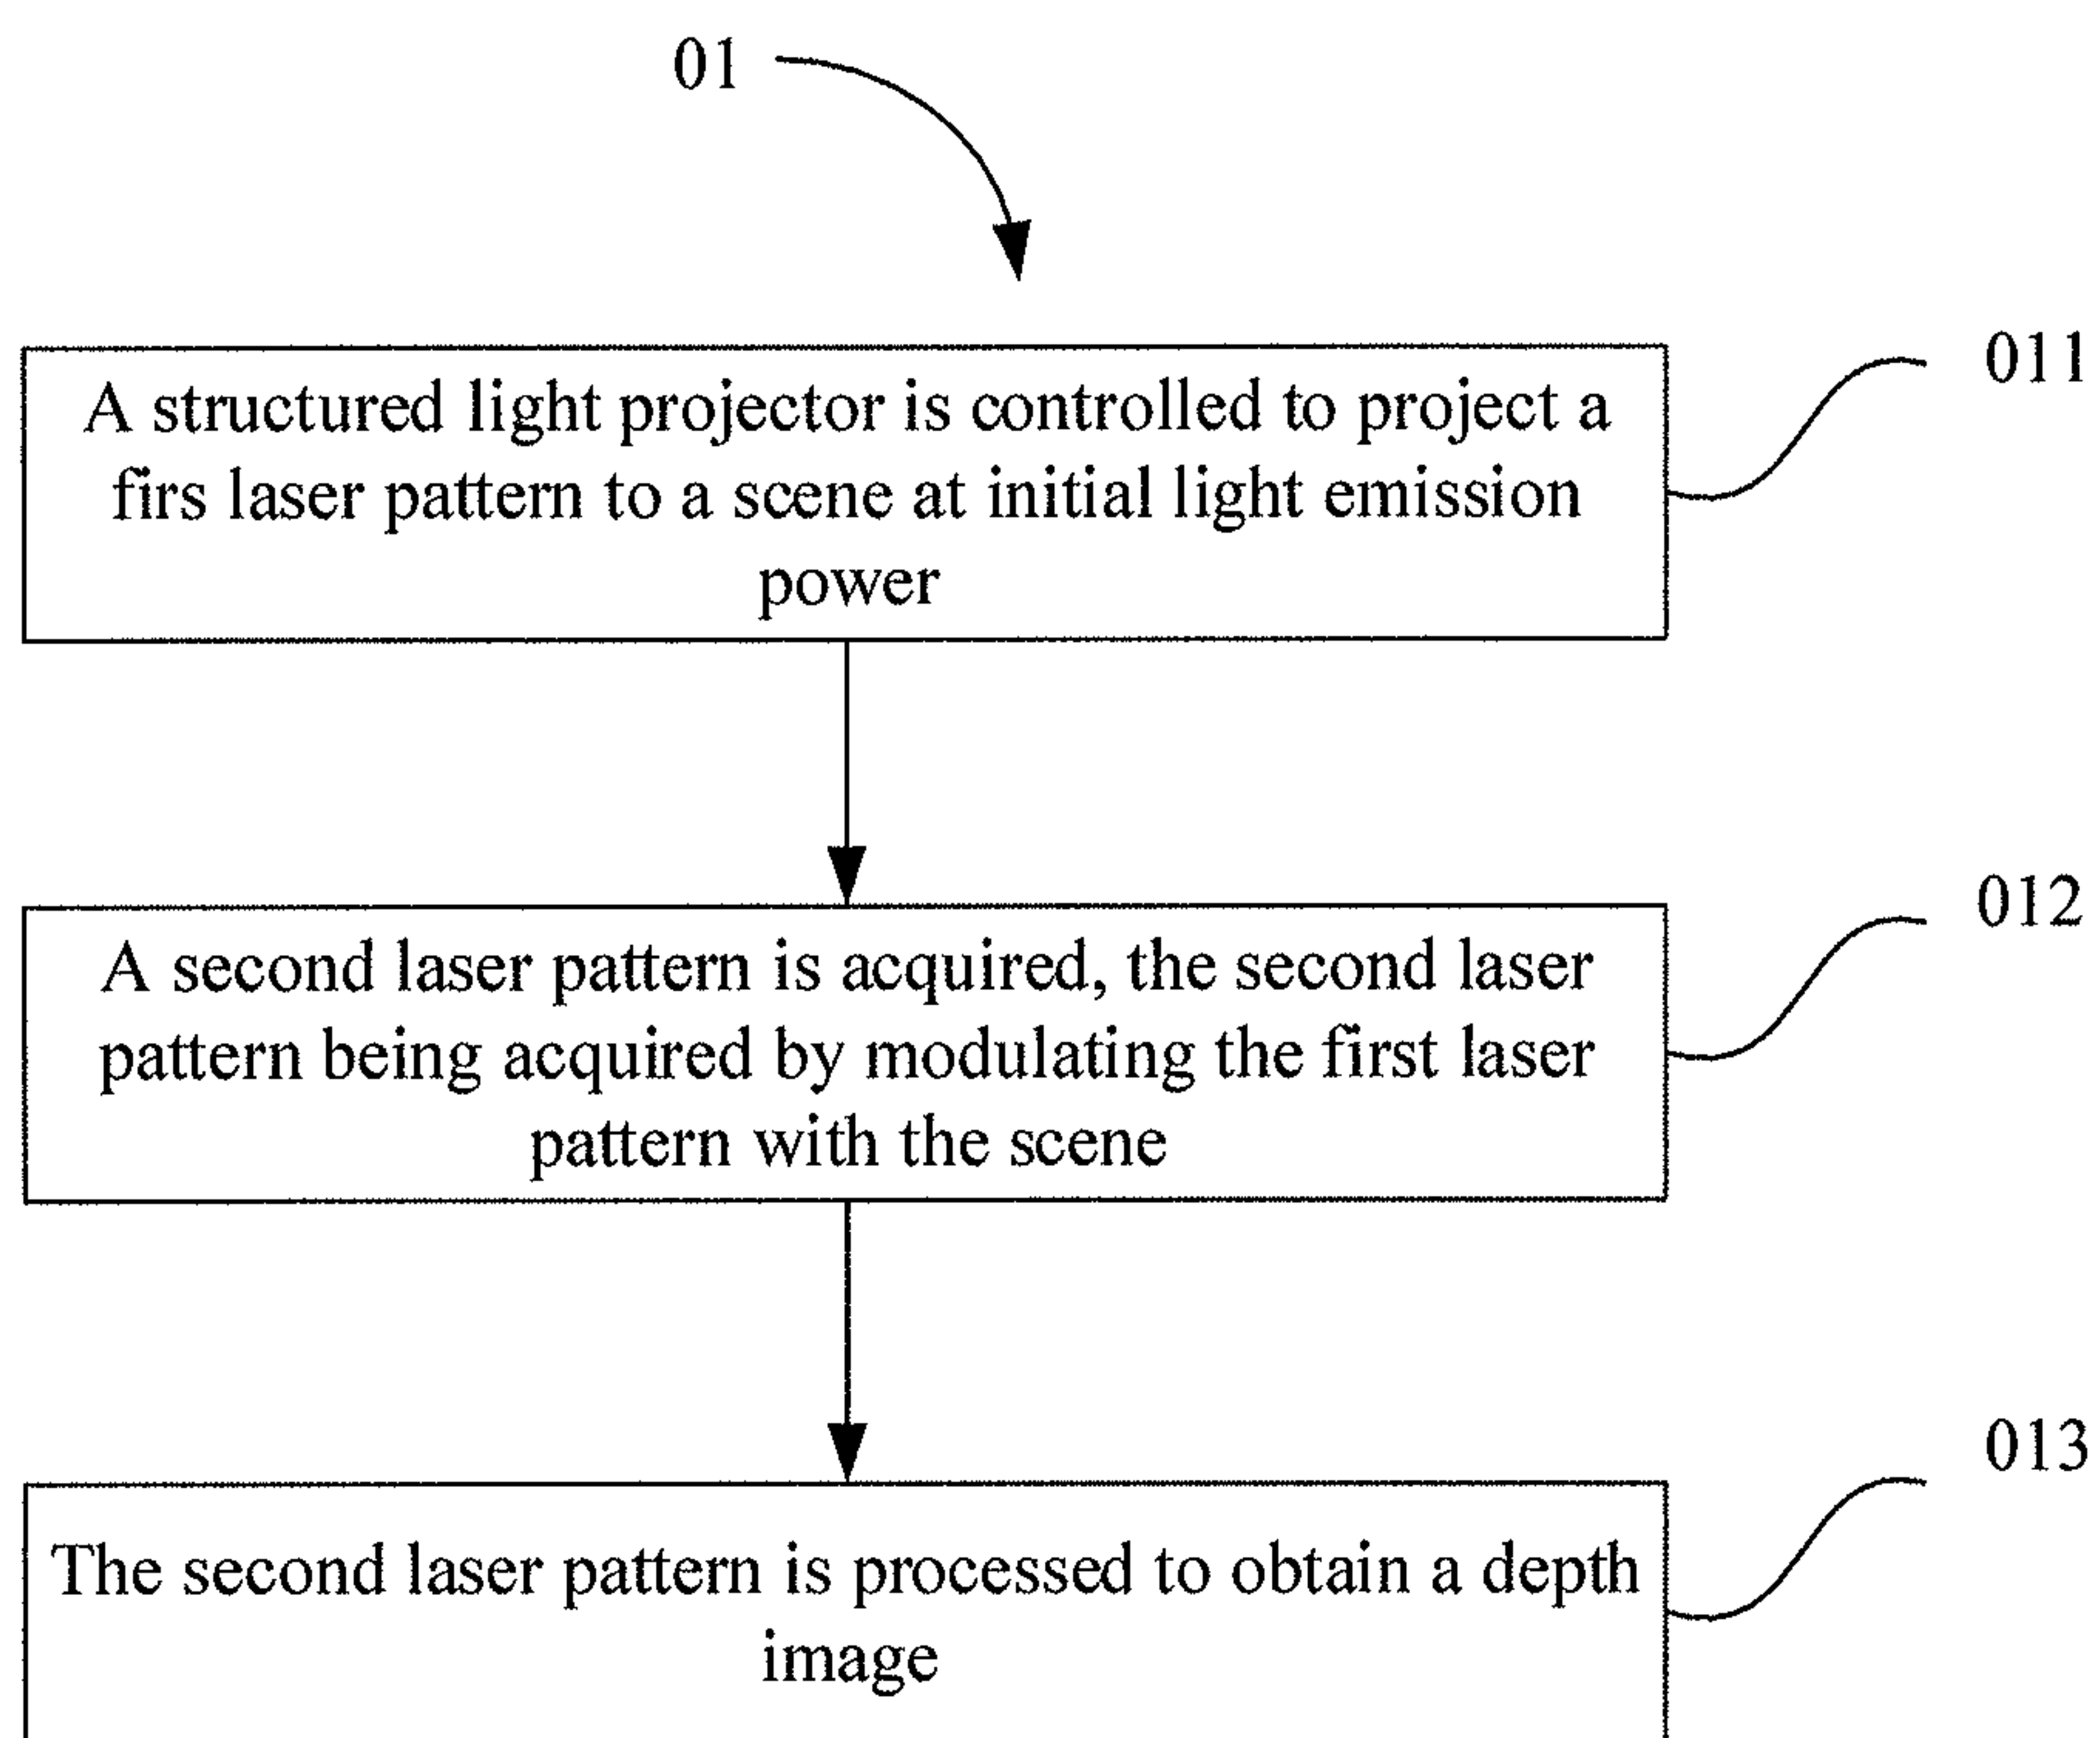 01
011
A structured light projector is controlled to project a
firs laser pattern to a scene at initial light emission
power
012
A second laser pattern is acquired, the second laser
pattern being acquired by modulating the first laser
pattern with the scene
013
The second laser pattern is processed to obtain a depth
image